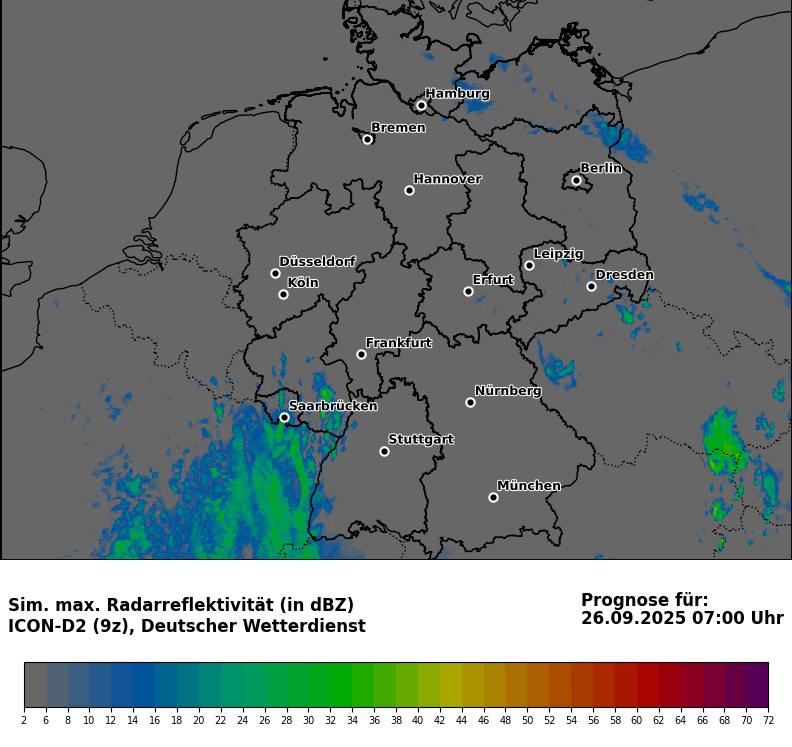 Hamburg
Bremen
Berlin
Hannover
Leipzig
Düsseldorf
Dresden
Köln
Erfurt
Frankfurt
Nürnberg
Saarbrücken
Stuttgart
München
Sim. max. Radarreflektivität (in dBZ)
ICON-D2 (9z), Deutscher Wetterdienst
Prognose für:
26.09.2025 07:00 Uhr
2 6 8 10 12 14 16 18 20 22 24 26 28 30 32 34 36 38 40 42 44 46 48 50 52 54 56 58 60 62 64 66 68 70 72